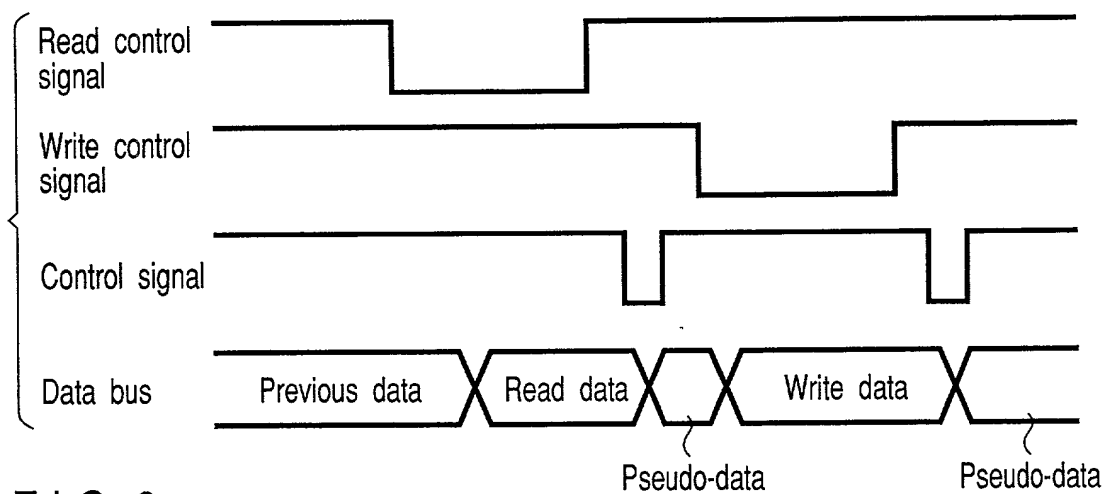 Read control
signal
Write control
signal
Control signal
Data bus
Previous data
Read data
Write data
Pseudo-data
Pseudo-data